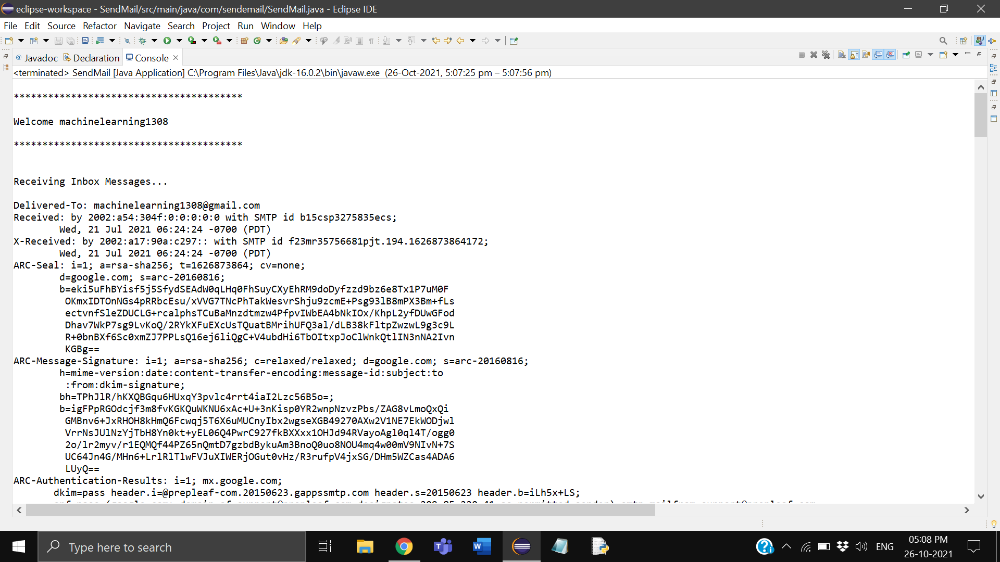 eclipse-workspace - SendMail/src/main/java/com/sendemail/SendMail.java - Eclipse IDE
File Edit Source Refactor Navigate Search Project Run Window Help
@ Javadoc Declaration Console
<terminated> SendMail [Java Application] C:\Program Files\Java\jdk-16.0.2\bin\javaw.exe (26-Oct-2021, 5:07:25 pm – 5:07:56 pm)
****************************************
Welcome machinelearning1308
****************************************
Receiving Inbox Messages...
Delivered-To: machinelearning1308@gmail.com
Received: by 2002:a54:304f:0:0:0:0:0 with SMTP id b15csp3275835ecs;
Wed, 21 Jul 2021 06:24:24 -0700 (PDT)
X-Received: by 2002:a17:90a:c297:: with SMTP id f23mr35756681pjt.194.1626873864172;
Wed, 21 Jul 2021 06:24:24 -0700 (PDT)
ARC-Seal: i=1; a=rsa-sha256; t=1626873864; cv=none;
d=google.com; s=arc-20160816;
b=eki5uFhBYisf5j5SfydSEAdW0qLHq0FhSuyCXyEhRM9doDyfzzd9bz6e8Tx1P7uM0F
OKmxIDTOnNGs4pRRbcEsu/xVVG7TNcPhTakWesvrShju9zcmE+Psg93lB8mPX3Bm+fLs
ectvnfSleZDUCLG+rcalphsTCuBaMnzdtmzw4PfpvIWbEA4bNkIOx/KhpL2yfDUwGFod
Dhav7WkP7sg9LvKoQ/2RYkXFuEXcUsTQuatBMrihUFQ3al/dLB38kFltpZwzwL9g3c9L
R+0bnBXf6Sc0xmZJ7PPLsQ16ej6liQgC+V4ubdHi6TbOItxpJoClWnkQtlIN3nNA2Ivn
KGBg==
ARC-Message-Signature: i=1; a=rsa-sha256; c=relaxed/relaxed; d=google.com; s=arc-20160816;
h=mime-version:date:content-transfer-encoding:message-id:subject:to
:from:dkim-signature;
bh=TPhJlR/hKXQBGqu6HUxqY3pvlc4rrt4iaI2Lzc56B5o=;
b=igFPpRGOdcjf3m8fvKGKQuWKNU6xAc+U+3nKisp0YR2wnpNzvzPbs/ZAG8vLmoQxQi
GMBnv6+JxRHOH8kHmQ6Fcwqj5T6X6uMUCnyIbx2wgseXGB49270AXw2V1NE7EkWODjwl
VrrNsJUlNzYjTbH8Yn0kt+yEL06Q4PwrC927fkBXXxx1OHJd94RVayoAgl0ql4T/ogg0
2o/lr2myv/r1EQMQf44PZ65nQmtD7gzbdBykuAm3BnoQ0uo8NOU4mq4w00mV9NIvN+7S
UC64Jn4G/MHn6+LrlRlTlwFVJuXIWERjOGut0vHz/R3rufpV4jxSG/DHm5WZCas4ADA6
LUyQ==
ARC-Authentication-Results: i=1; mx.google.com;
dkim=pass header.i=@prepleaf-com.20150623.gappssmtp.com header.s=20150623 header.b=iLh5x+LS;
Type here to search
ENG
05:08 PM
26-10-2021